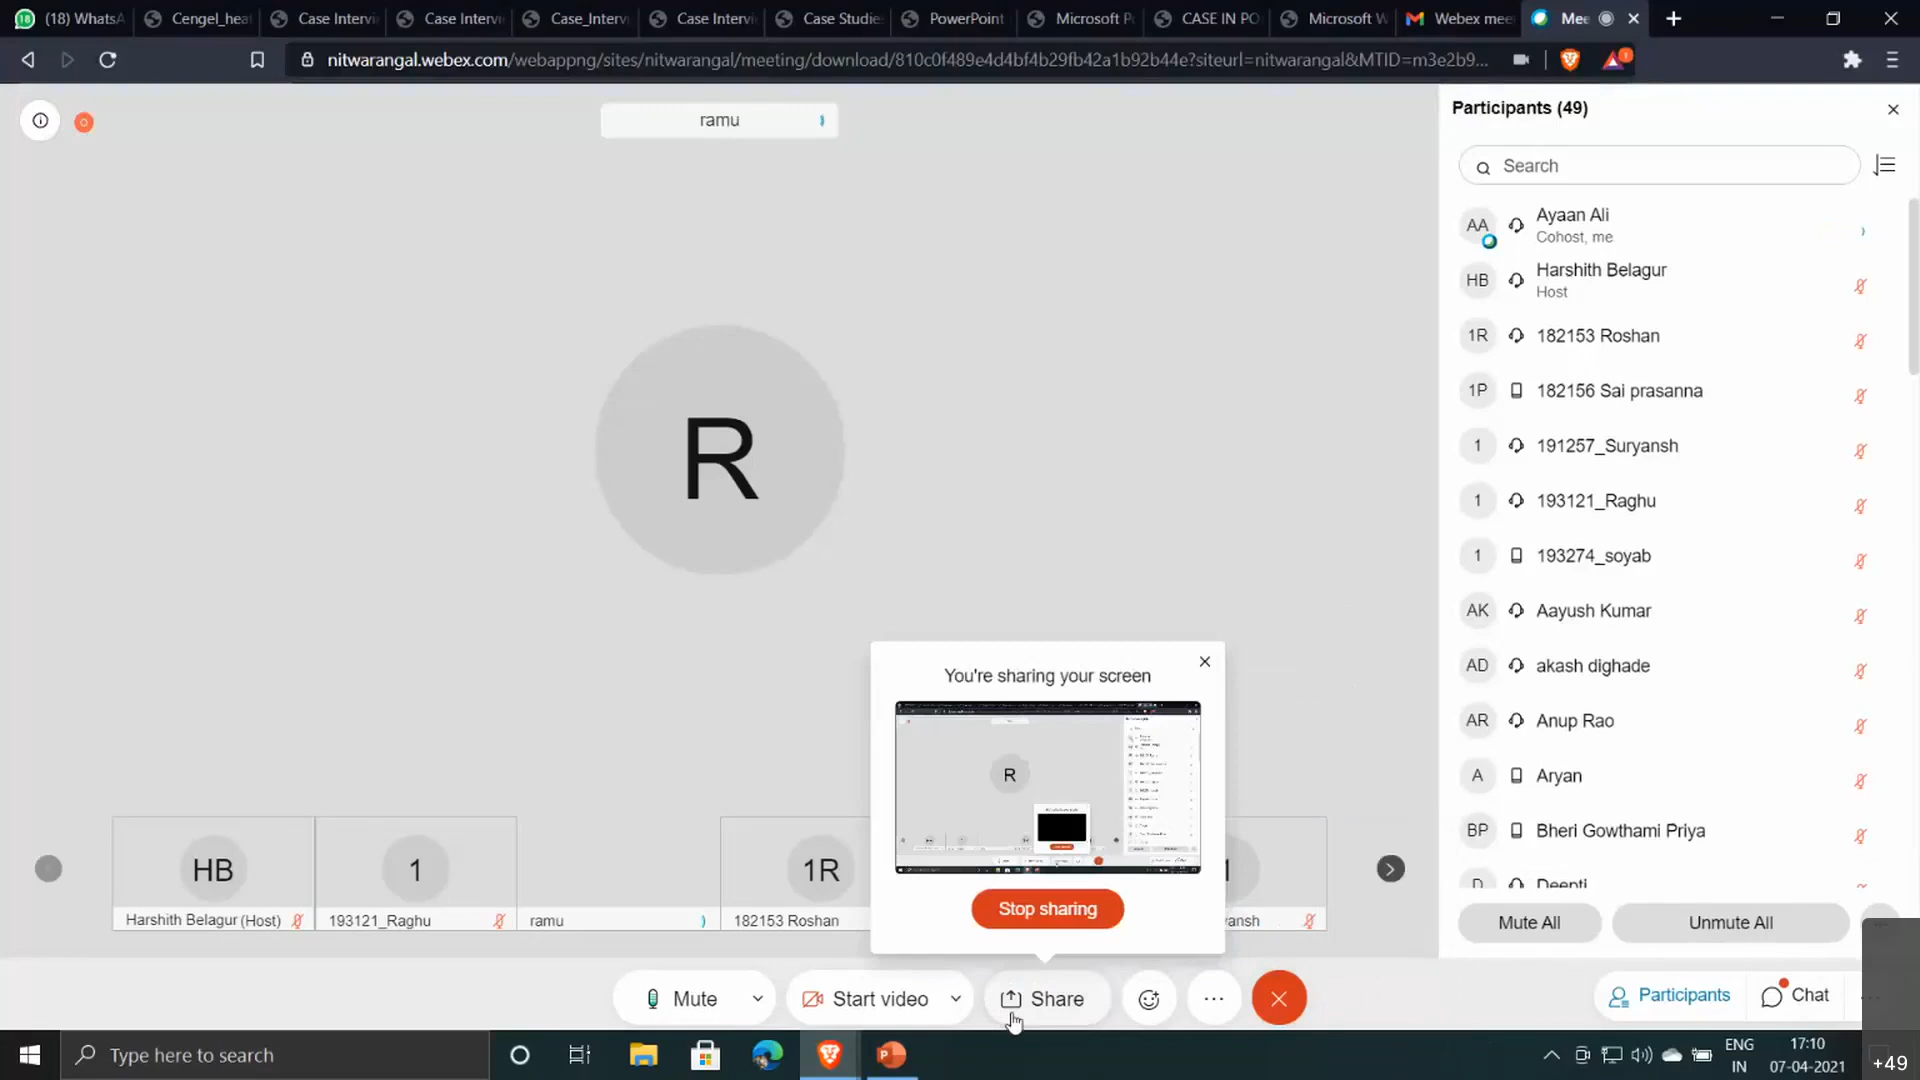 (18) WhatsA
Cengel_hea
Case Intervi
Case Intervi
Case_Interv
Case Intervi
Case Studie
PowerPoint
Microsoft P
CASE IN PO
Microsoft W
Webex mee
Mee
nitwarangal.webex.com/webappng/sites/nitwarangal/meeting/download/810c0f489e4d4bf4b29fb42a1b92b44e?siteurl=nitwarangal&MTID=m3e2b9...
ramu
R
Participants (49)
Search
AA
Ayaan Ali
Cohost, me
HB
Harshith Belagur
Host
1R
182153 Roshan
1P
182156 Sai prasanna
1
191257_Suryansh
1
193121_Raghu
1
193274_soyab
AK
Aayush Kumar
AD
akash dighade
AR
Anup Rao
A
Aryan
BP
Bheri Gowthami Priya
D
Deepti
Mute All
Unmute All
You're sharing your screen
R
Stop sharing
HB
Harshith Belagur (Host)
1
193121_Raghu
ramu
1R
182153 Roshan
1
ansh
Mute
Start video
Share
Participants
Chat
Type here to search
ENG
IN
17:10
07-04-2021
+49